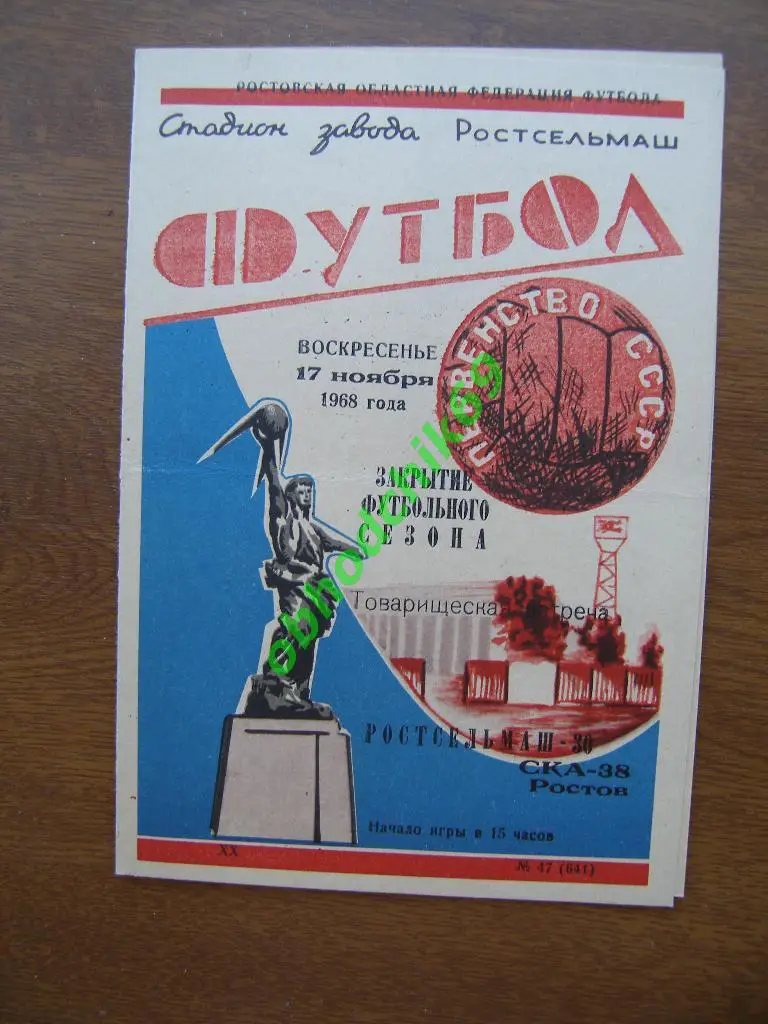 РОСТОВСКАЯ ОБЛАСТНАЯ ФЕДЕРАЦИЯ ФУТБОЛА
Стадион завода РОСТСЕЛЬМАШ
ФУТБОЛ
ПЕРВЕНСТВО СССР
ВОСКРЕСЕНЬЕ
17 ноября
1968 года
ЗАКРЫТИЕ
ФУТБОЛЬНОГО
СЕЗОНА
Товарищеская встреча
РОСТСЕЛЬМАШ-30
СКА-38
Ростов
Начало игры в 15 часов
XX
№ 47 (641)
obhodchik69